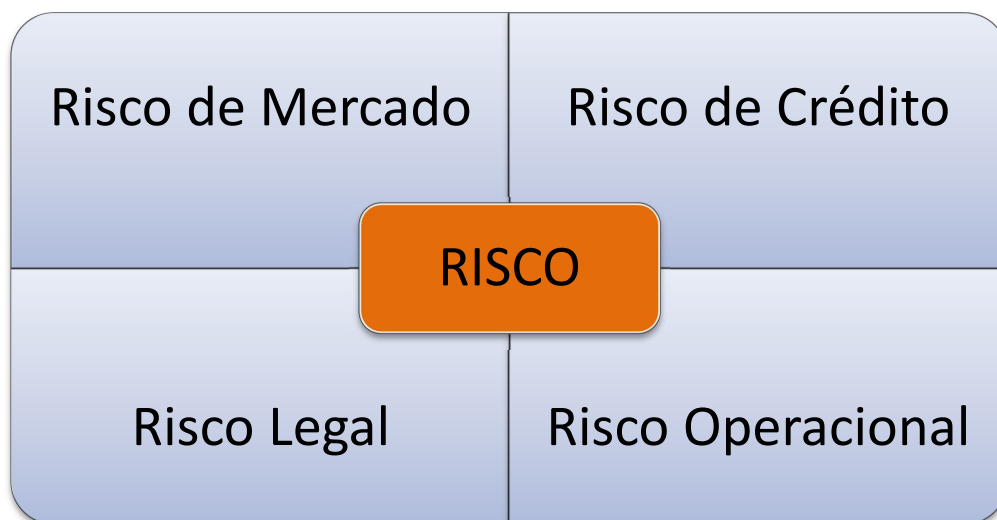 Risco de Mercado
Risco de Crédito
RISCO
Risco Legal
Risco Operacional